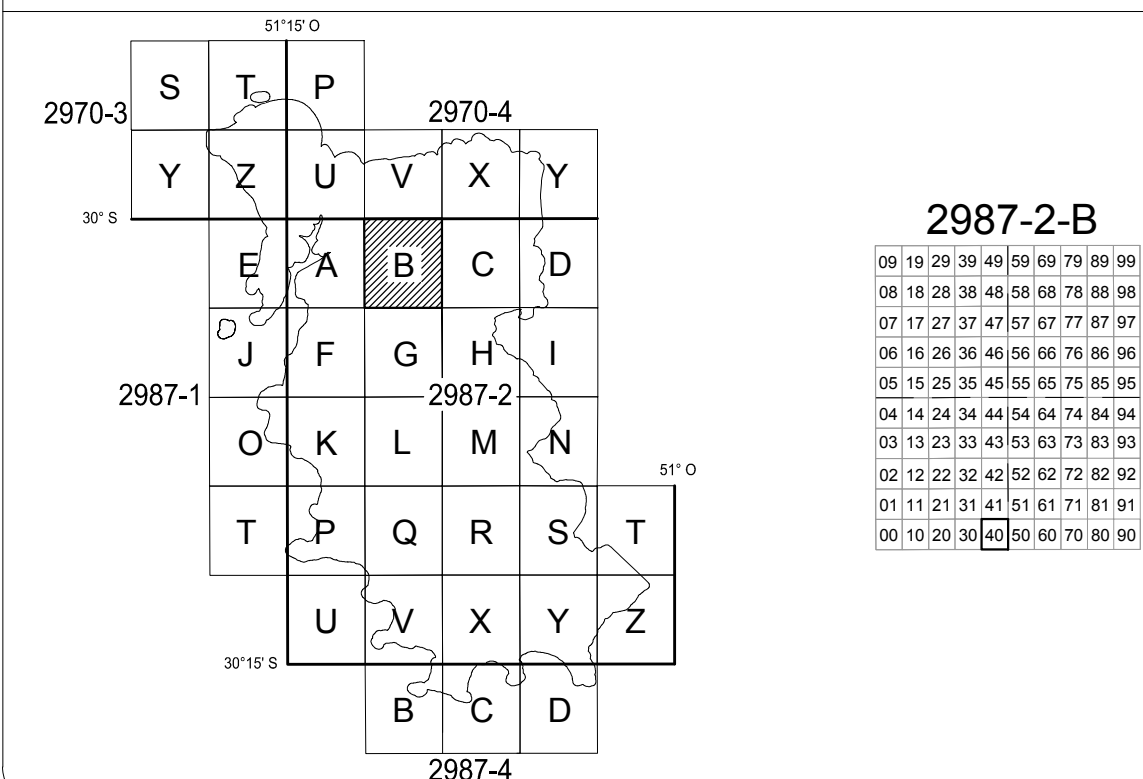 51°15' O
S T P
2970-3 2970-4
Y Z U V X Y
30° S
E A B C D
J F G H I
2987-1 2987-2
O K L M N
51° O
T P Q R S T
U V X Y Z
30°15' S
B C D
2987-4
2987-2-B
09 19 29 39 49 59 69 79 89 99
08 18 28 38 48 58 68 78 88 98
07 17 27 37 47 57 67 77 87 97
06 16 26 36 46 56 66 76 86 96
05 15 25 35 45 55 65 75 85 95
04 14 24 34 44 54 64 74 84 94
03 13 23 33 43 53 63 73 83 93
02 12 22 32 42 52 62 72 82 92
01 11 21 31 41 51 61 71 81 91
00 10 20 30 40 50 60 70 80 90